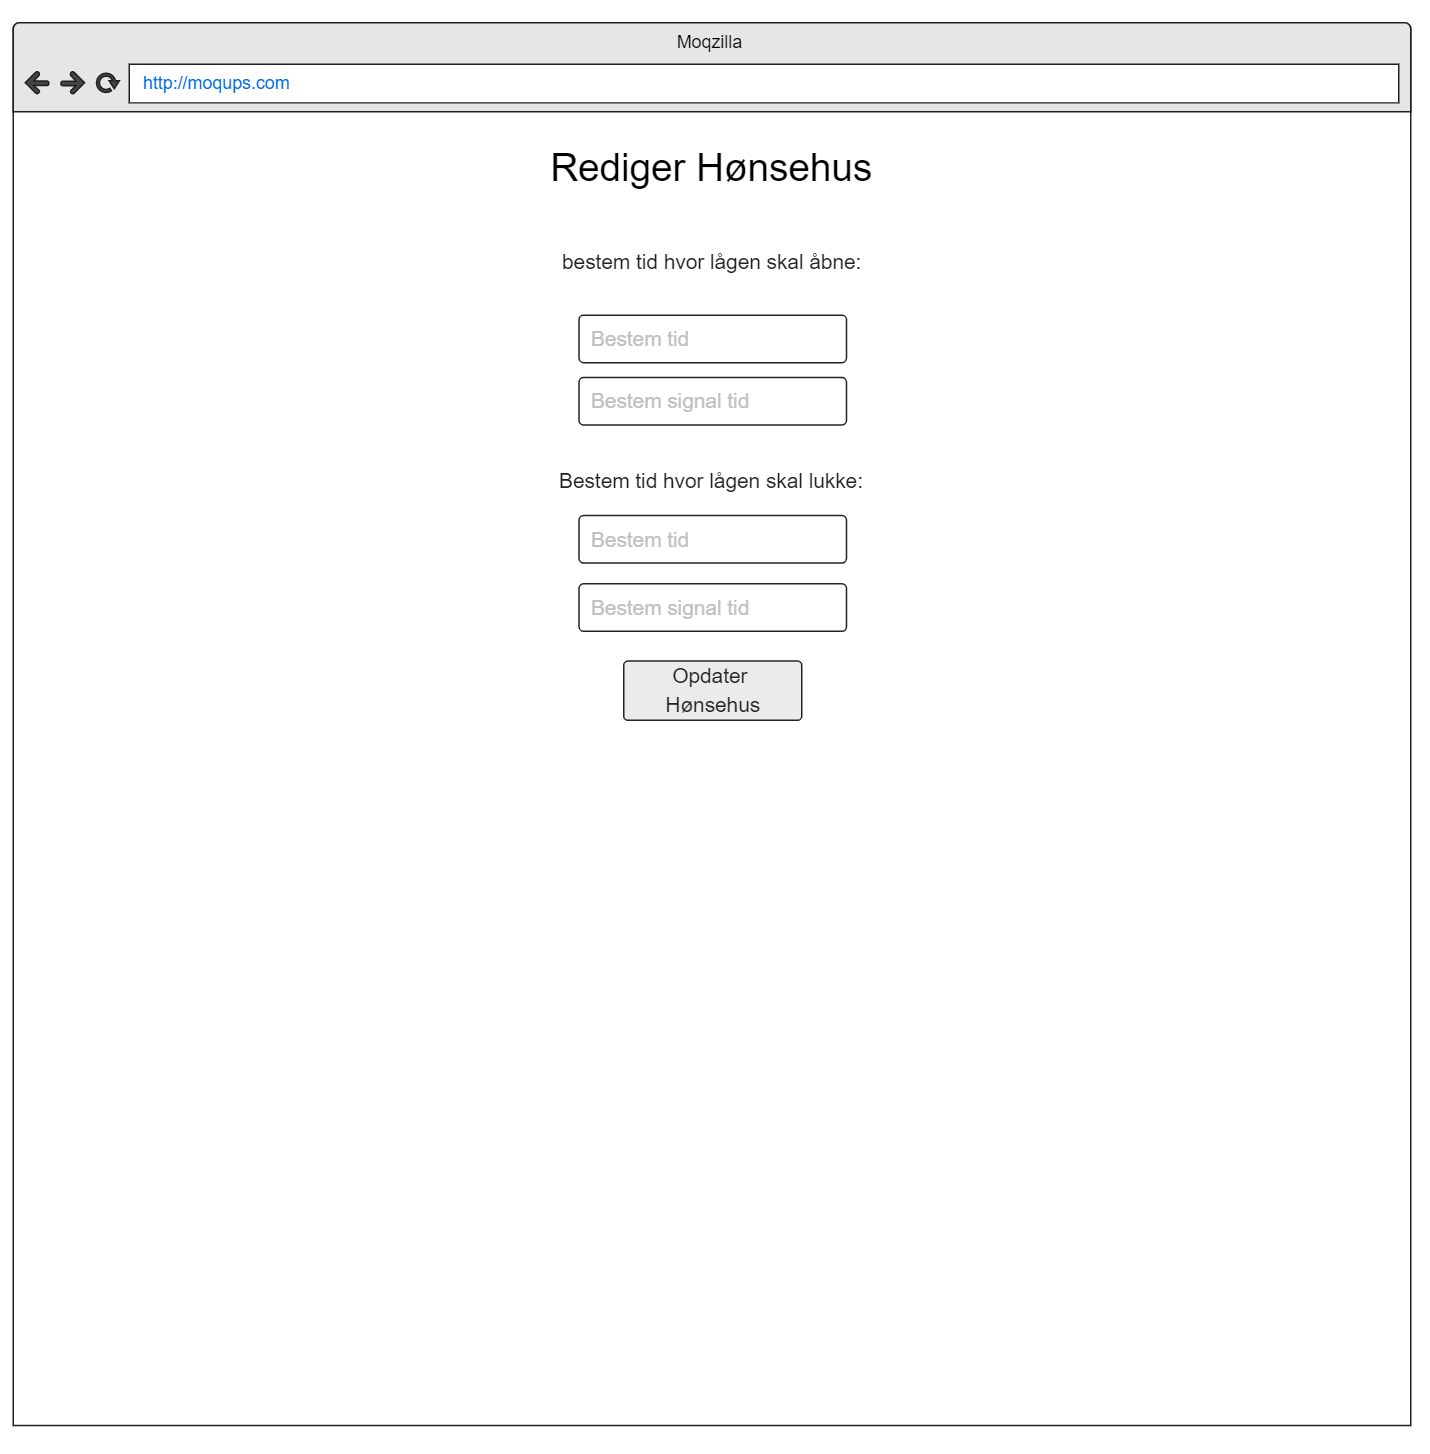 Moqzilla
http://moqups.com
Rediger Hønsehus
bestem tid hvor lågen skal åbne:
Bestem tid
Bestem signal tid
Bestem tid hvor lågen skal lukke:
Bestem tid
Bestem signal tid
Opdater
Hønsehus